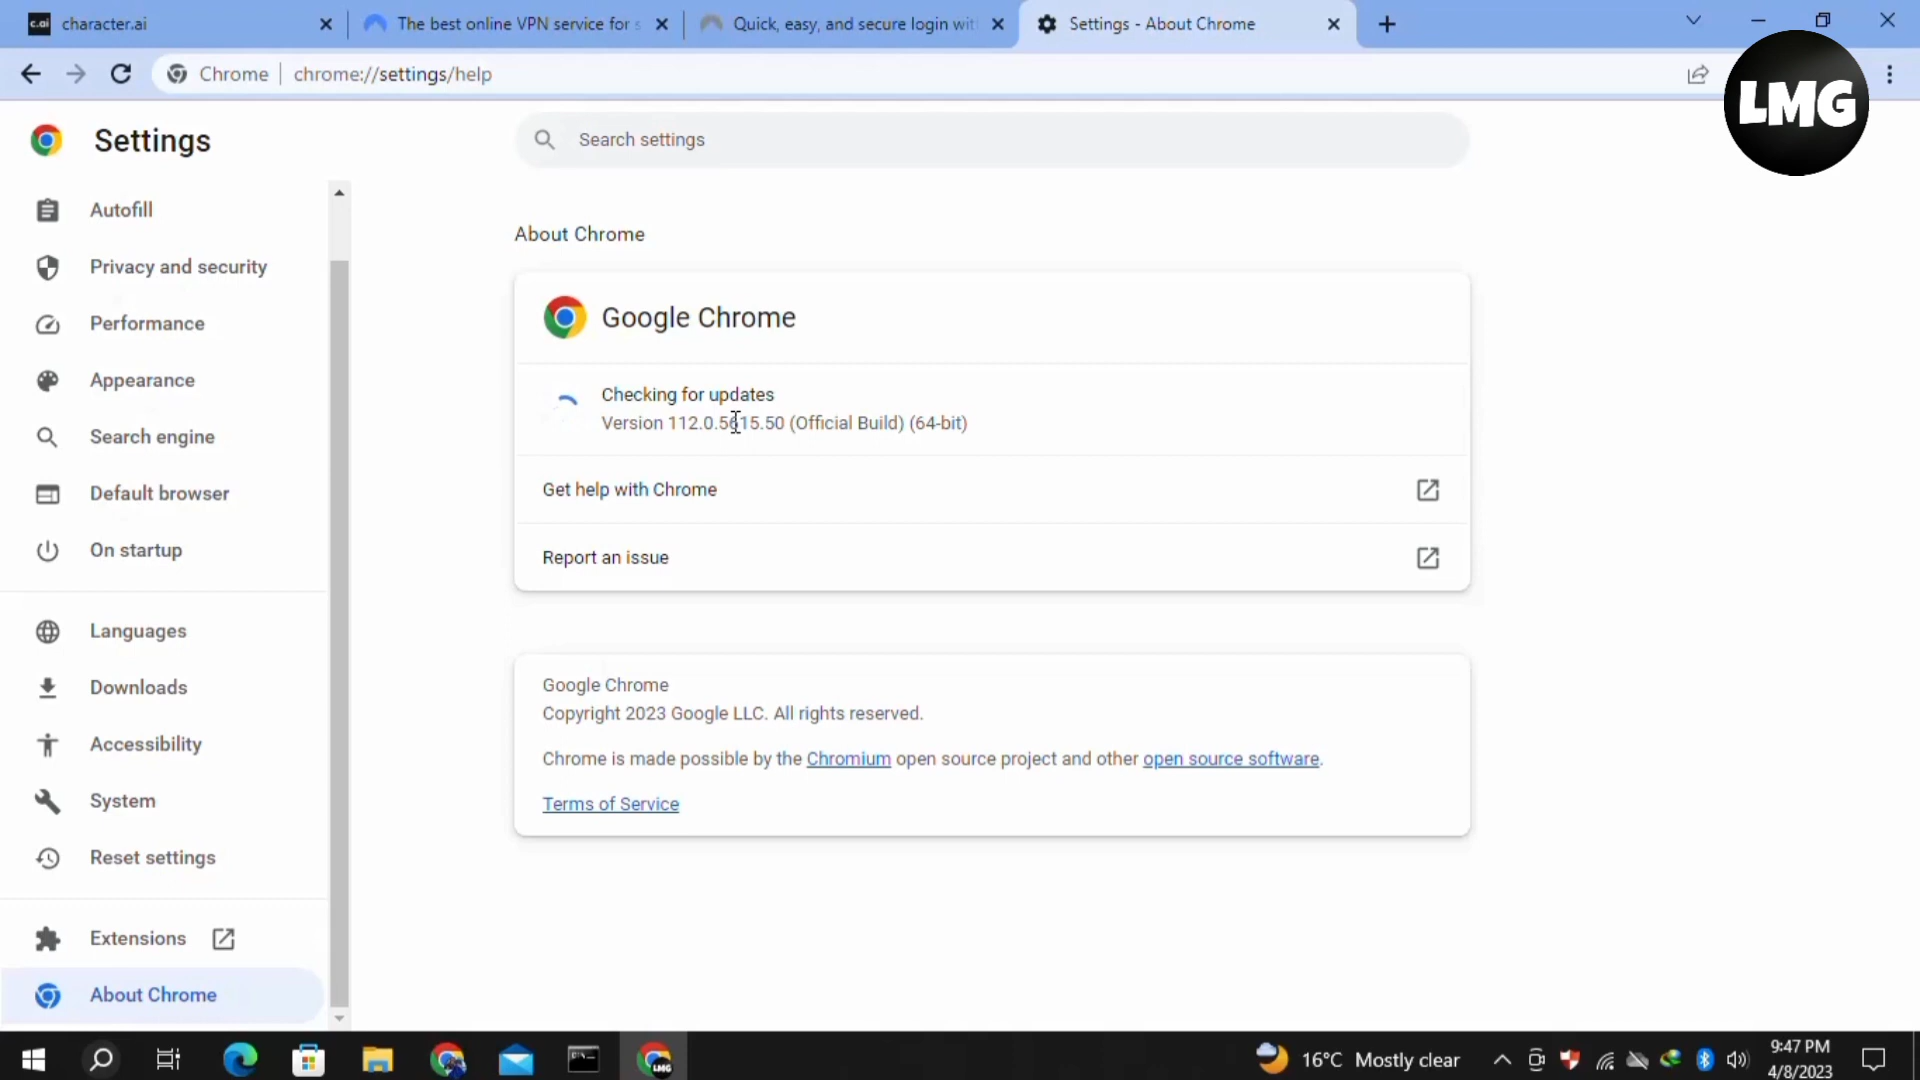 c.ai character.ai
The best online VPN service for s
Quick, easy, and secure login wit
Settings - About Chrome
Chrome
chrome://settings/help
LMG
Settings
Search settings
Autofill
Privacy and security
Performance
Appearance
Search engine
Default browser
On startup
Languages
Downloads
Accessibility
System
Reset settings
Extensions
About Chrome
About Chrome
Google Chrome
Checking for updates
Version 112.0.5615.50 (Official Build) (64-bit)
Get help with Chrome
Report an issue
Google Chrome
Copyright 2023 Google LLC. All rights reserved.
Chrome is made possible by the Chromium open source project and other open source software.
Terms of Service
LMG
16°C Mostly clear
9:47 PM
4/8/2023